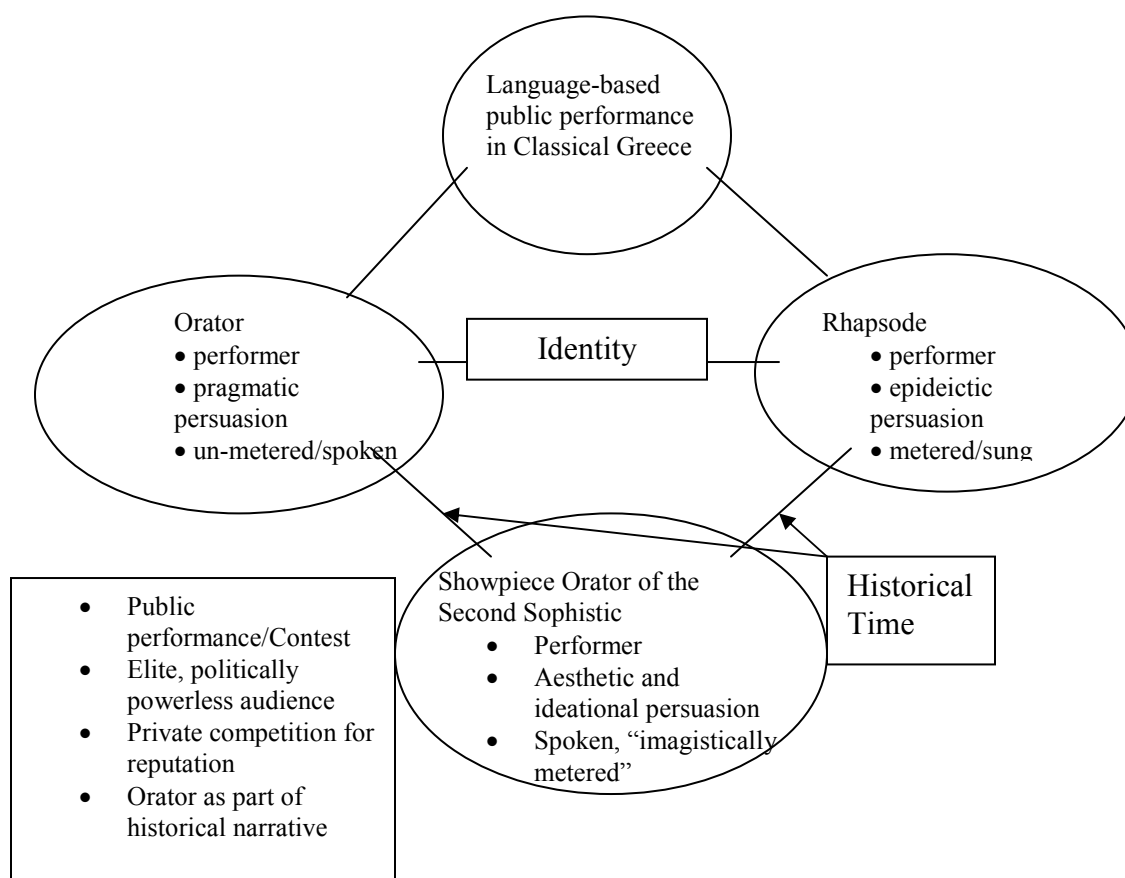 Language-based
public performance
in Classical Greece
Orator
• performer
• pragmatic
persuasion
• un-metered/spoken
Identity
Rhapsode
• performer
• epideictic
persuasion
• metered/sung
Historical
Time
Showpiece Orator of the
Second Sophistic
• Performer
• Aesthetic and
ideational persuasion
• Spoken, “imagistically
metered”
• Public
performance/Contest
• Elite, politically
powerless audience
• Private competition for
reputation
• Orator as part of
historical narrative